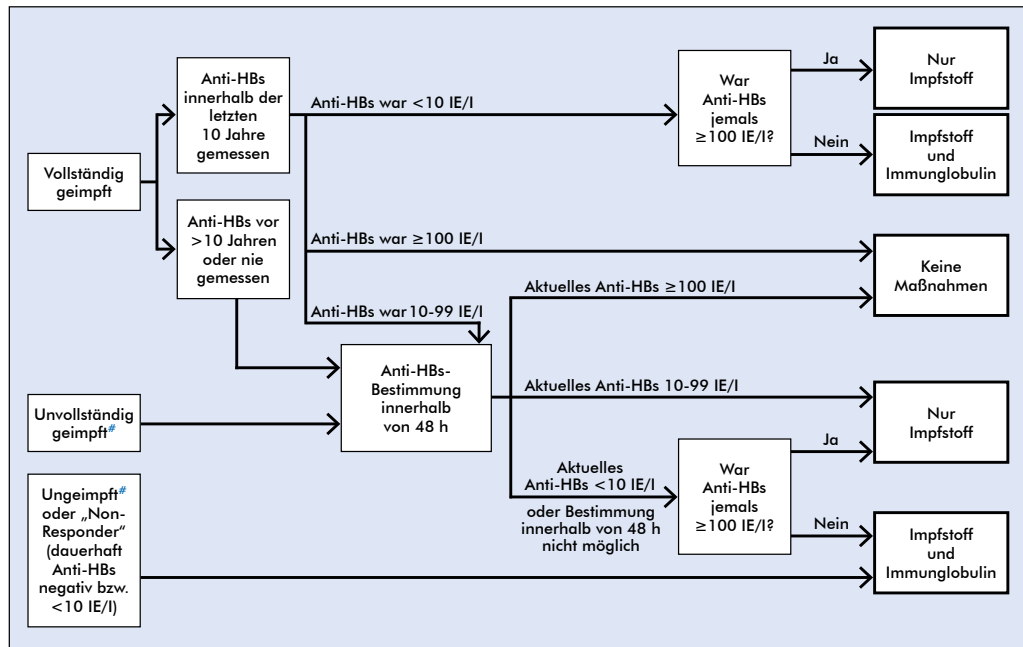 Anti-HBs
innerhalb der
letzten
10 Jahre
gemessen
Anti-HBs war <10 IE/l
War
Anti-HBs
jemals
≥100 IE/l?
Ja
Nur
Impfstoff
Nein
Impfstoff
und
Immunglobulin
Vollständig
geimpft
Anti-HBs vor
>10 Jahren
oder nie
gemessen
Anti-HBs war ≥100 IE/l
Keine
Maßnahmen
Aktuelles Anti-HBs ≥100 IE/l
Anti-HBs war 10-99 IE/l
Anti-HBs-
Bestimmung
innerhalb
von 48 h
Aktuelles Anti-HBs 10-99 IE/l
Nur
Impfstoff
Unvollständig
geimpft#
Ja
Aktuelles
Anti-HBs <10 IE/l
oder Bestimmung
innerhalb von 48 h
nicht möglich
War
Anti-HBs
jemals
≥100 IE/l?
Nein
Impfstoff
und
Immunglobulin
Ungeimpft#
oder „Non-
Responder“
(dauerhaft
Anti-HBs
negativ bzw.
<10 IE/l)